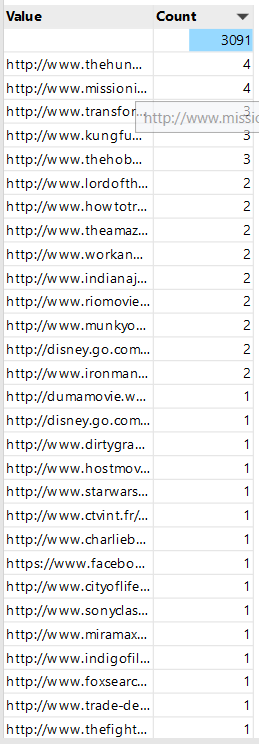 Value Count
3091
http://www.thehun... 4
http://www.missioni... 4
http://www.transfor... 3
http://www.missio
http://www.kungfu... 3
http://www.thehob... 3
http://www.lordofth... 2
http://www.howtotr... 2
http://www.theamaz... 2
http://www.workan... 2
http://www.indianaj... 2
http://www.riomovie... 2
http://www.munkyo... 2
http://disney.go.com... 2
http://www.ironman... 2
http://dumamovie.w... 1
http://disney.go.com... 1
http://www.dirtygra... 1
http://www.hostmov... 1
http://www.starwars... 1
http://www.ctvint.fr/... 1
http://www.charlieb... 1
https://www.facebo... 1
http://www.cityoflife... 1
http://www.sonyclas... 1
http://www.miramax... 1
http://www.indigofil... 1
http://www.foxsearc... 1
http://www.trade-de... 1
http://www.thefight... 1